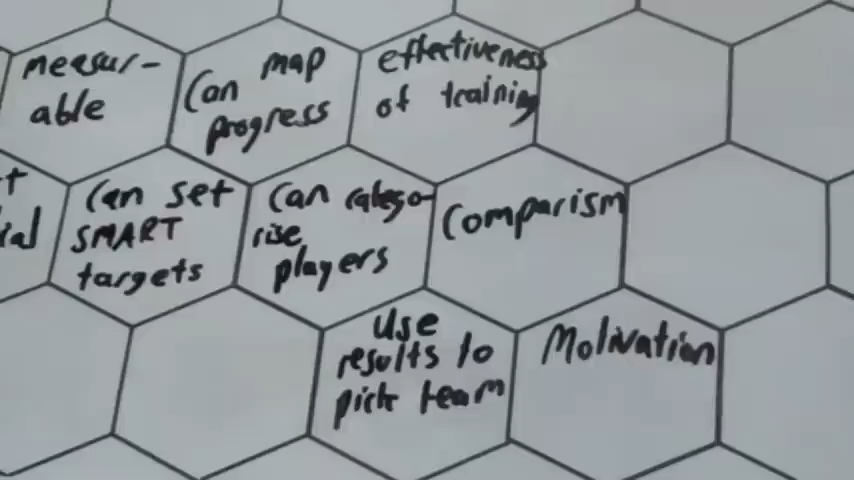 measur-
able
Can map
progress
effectiveness
of training
Can set
SMART
targets
Can catego-
rise
players
Comparism
Use
results to
pick team
Motivation